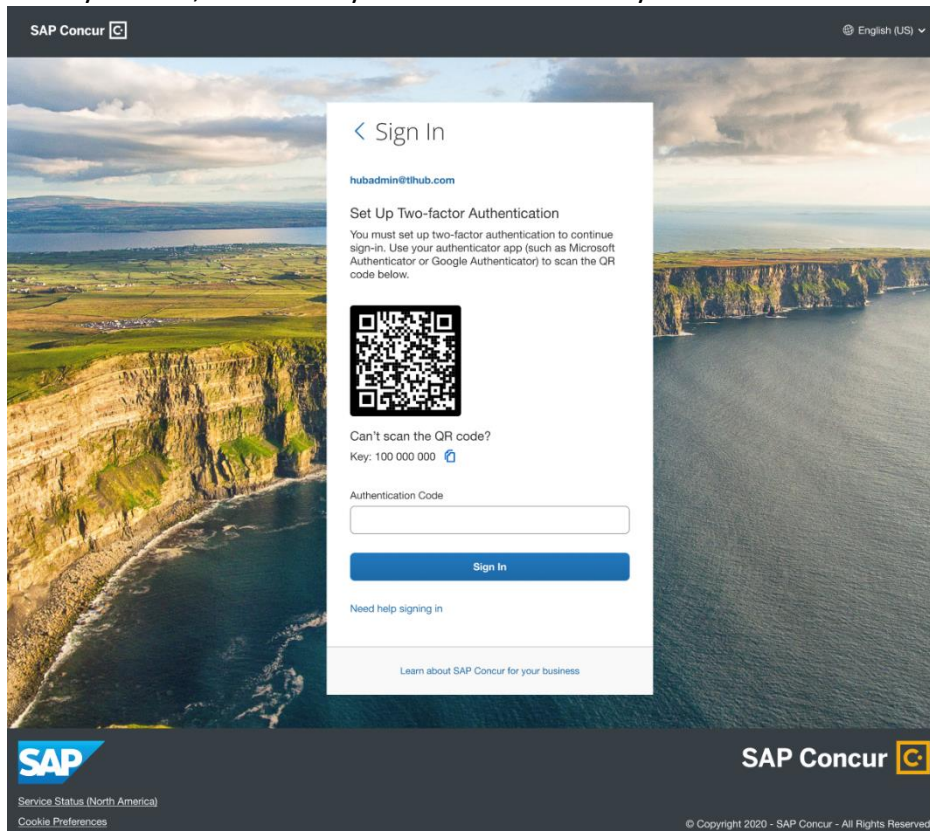 SAP Concur C
English (US)
Sign In
hubadmin@tlhub.com
Set Up Two-factor Authentication
You must set up two-factor authentication to continue
sign-in. Use your authenticator app (such as Microsoft
Authenticator or Google Authenticator) to scan the QR
code below.
Can't scan the QR code?
Key: 100 000 000
Authentication Code
Sign In
Need help signing in
Learn about SAP Concur for your business
SAP
SAP Concur C
Service Status (North America)
Cookie Preferences
© Copyright 2020 - SAP Concur - All Rights Reserved